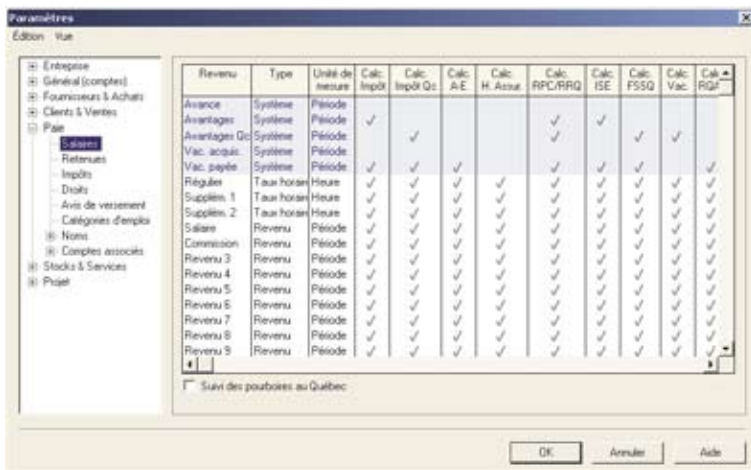 Paramètres
Édition Vue
Entreprise
Général (comptes)
Fournisseurs & Achats
Clients & Ventes
Paie
Salaires
Retenues
Impôts
Droits
Avis de versement
Catégories d'emploi
Noms
Comptes associés
Stocks & Services
Projet
Revenu Type Unité de mesure Calc. Impôt Calc. Impôt Qc Calc. A-E Calc. H. Assur. Calc. RPC/RRQ Calc. ISE Calc. FSSQ Calc. Vac.
Avance Système Période
Avantages Système Période ✓ ✓ ✓
Avantages Qc Système Période ✓ ✓ ✓ ✓
Vac. acquis. Système Période
Vac. payée Système Période ✓ ✓ ✓ ✓ ✓ ✓ ✓
Régulier Taux horair Heure ✓ ✓ ✓ ✓ ✓ ✓ ✓ ✓ ✓
Supplém. 1 Taux horair Heure ✓ ✓ ✓ ✓ ✓ ✓ ✓ ✓ ✓
Supplém. 2 Taux horair Heure ✓ ✓ ✓ ✓ ✓ ✓ ✓ ✓ ✓
Salaire Revenu Période ✓ ✓ ✓ ✓ ✓ ✓ ✓ ✓ ✓
Commission Revenu Période ✓ ✓ ✓ ✓ ✓ ✓ ✓ ✓ ✓
Revenu 3 Revenu Période ✓ ✓ ✓ ✓ ✓ ✓ ✓ ✓ ✓
Revenu 4 Revenu Période ✓ ✓ ✓ ✓ ✓ ✓ ✓ ✓ ✓
Revenu 5 Revenu Période ✓ ✓ ✓ ✓ ✓ ✓ ✓ ✓ ✓
Revenu 6 Revenu Période ✓ ✓ ✓ ✓ ✓ ✓ ✓ ✓ ✓
Revenu 7 Revenu Période ✓ ✓ ✓ ✓ ✓ ✓ ✓ ✓ ✓
Revenu 8 Revenu Période ✓ ✓ ✓ ✓ ✓ ✓ ✓ ✓ ✓
Revenu 9 Revenu Période ✓ ✓ ✓ ✓ ✓ ✓ ✓ ✓ ✓
Suivi des pourboires au Québec
OK Annuler Aide